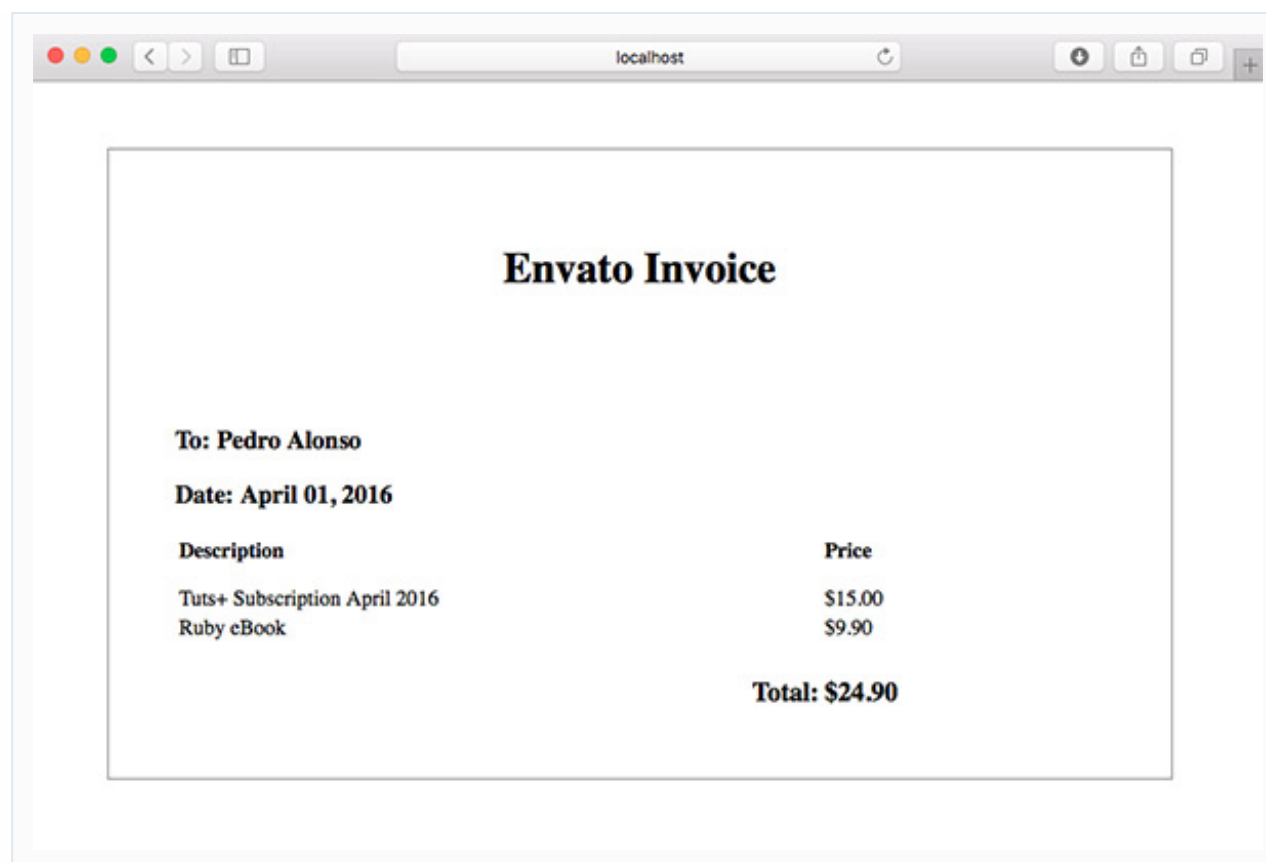 localhost
Envato Invoice
To: Pedro Alonso
Date: April 01, 2016
Description Price
Tuts+ Subscription April 2016 $15.00
Ruby eBook $9.90
Total: $24.90